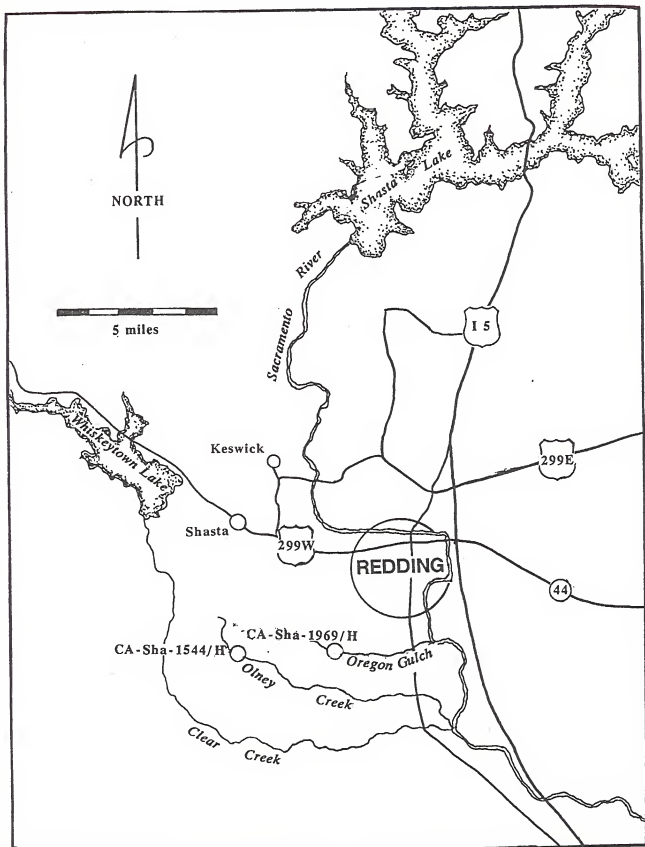 Shasta Lake
NORTH
Sacramento River
I 5
5 miles
Whiskeytown Lake
Keswick
299E
Shasta
299W
REDDING
44
CA-Sha-1969/H
CA-Sha-1544/H
Oregon Gulch
Olney Creek
Clear Creek